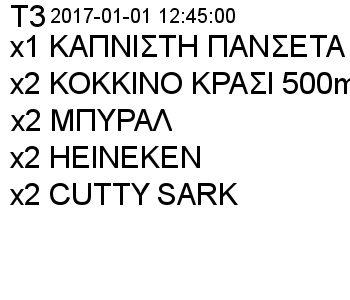 T3 2017-01-01 12:45:00
x1 ΚΑΠΝΙΣΤΗ ΠΑΝΣΕΤΑ
x2 ΚΟΚΚΙΝΟ ΚΡΑΣΙ 500m
x2 ΜΠΥΡΑΛ
x2 HEINEKEN
x2 CUTTY SARK